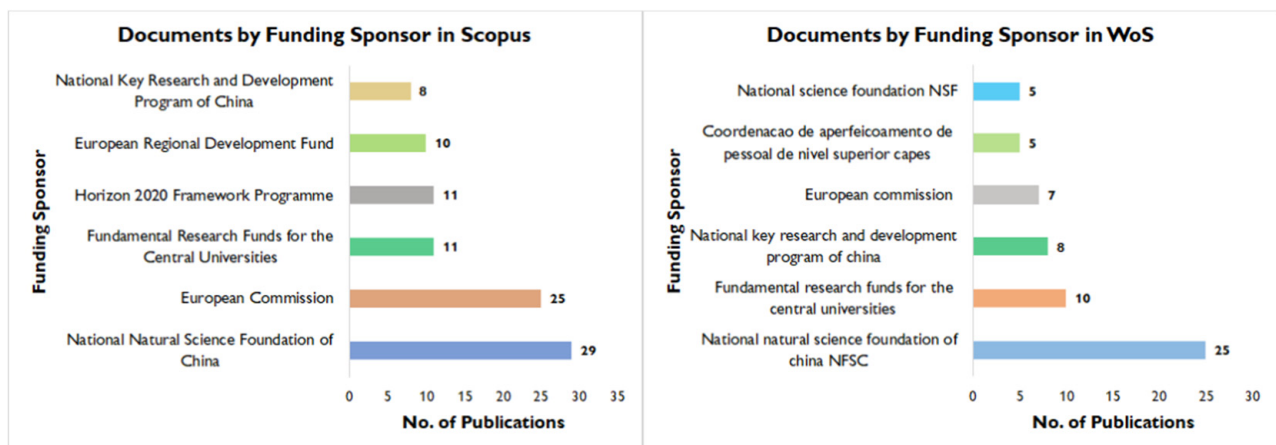 Documents by Funding Sponsor in Scopus
Funding Sponsor
National Key Research and Development
Program of China
8
European Regional Development Fund
10
Horizon 2020 Framework Programme
11
Fundamental Research Funds for the
Central Universities
11
European Commission
25
National Natural Science Foundation of
China
29
0 5 10 15 20 25 30 35
No. of Publications
Documents by Funding Sponsor in WoS
Funding Sponsor
National science foundation NSF
5
Coordenacao de aperfeicoamento de
pessoal de nivel superior capes
5
European commission
7
National key research and development
program of china
8
Fundamental research funds for the
central universities
10
National natural science foundation of
china NFSC
25
0 5 10 15 20 25 30
No. of Publications